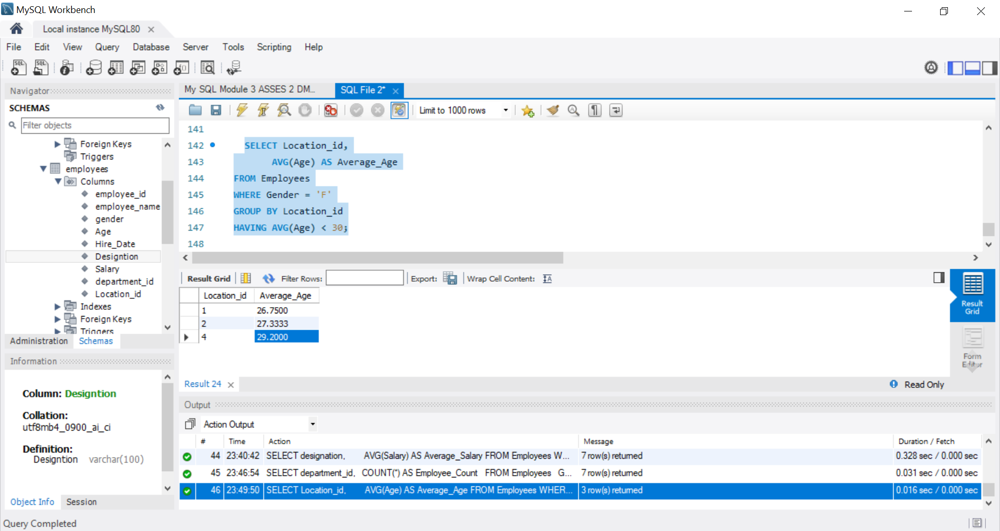 MySQL Workbench
Local instance MySQL80
File Edit View Query Database Server Tools Scripting Help
Navigator
SCHEMAS
Filter objects
Foreign Keys
Triggers
employees
Columns
employee_id
employee_name
gender
Age
Hire_Date
Designtion
Salary
department_id
Location_id
Indexes
Foreign Keys
Triggers
Administration Schemas
Information
Column: Designtion
Collation:
utf8mb4_0900_ai_ci
Definition:
Designtion varchar(100)
Object Info Session
Query Completed
My SQL Module 3 ASSES 2 DM... SQL File 2*
Limit to 1000 rows
141
142 SELECT Location_id,
143 AVG(Age) AS Average_Age
144 FROM Employees
145 WHERE Gender = 'F'
146 GROUP BY Location_id
147 HAVING AVG(Age) < 30;
148
Result Grid Filter Rows: Export: Wrap Cell Content:
Location_id Average_Age
1 26.7500
2 27.3333
4 29.2000
Result Grid
Form Editor
Result 24 Read Only
Output
Action Output
# Time Action Message Duration / Fetch
44 23:40:42 SELECT designation, AVG(Salary) AS Average_Salary FROM Employees W... 7 row(s) returned 0.328 sec / 0.000 sec
45 23:46:54 SELECT department_id, COUNT(*) AS Employee_Count FROM Employees G... 7 row(s) returned 0.031 sec / 0.000 sec
46 23:49:50 SELECT Location_id, AVG(Age) AS Average_Age FROM Employees WHER... 3 row(s) returned 0.016 sec / 0.000 sec